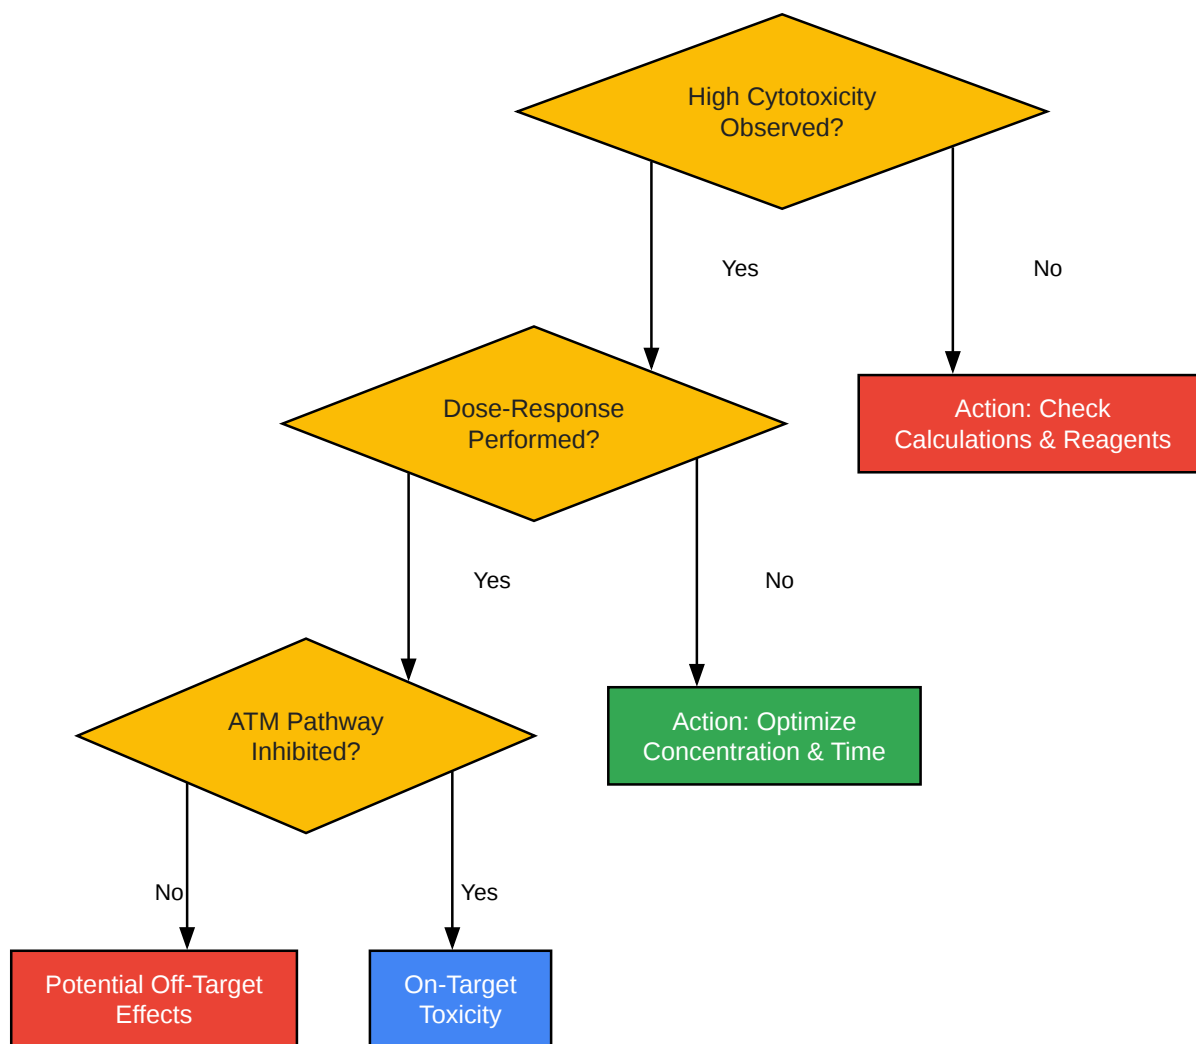 High Cytotoxicity
Observed?
Yes
No
Dose-Response
Performed?
Action: Check
Calculations & Reagents
Yes
No
ATM Pathway
Inhibited?
Action: Optimize
Concentration & Time
No
Yes
Potential Off-Target
Effects
On-Target
Toxicity